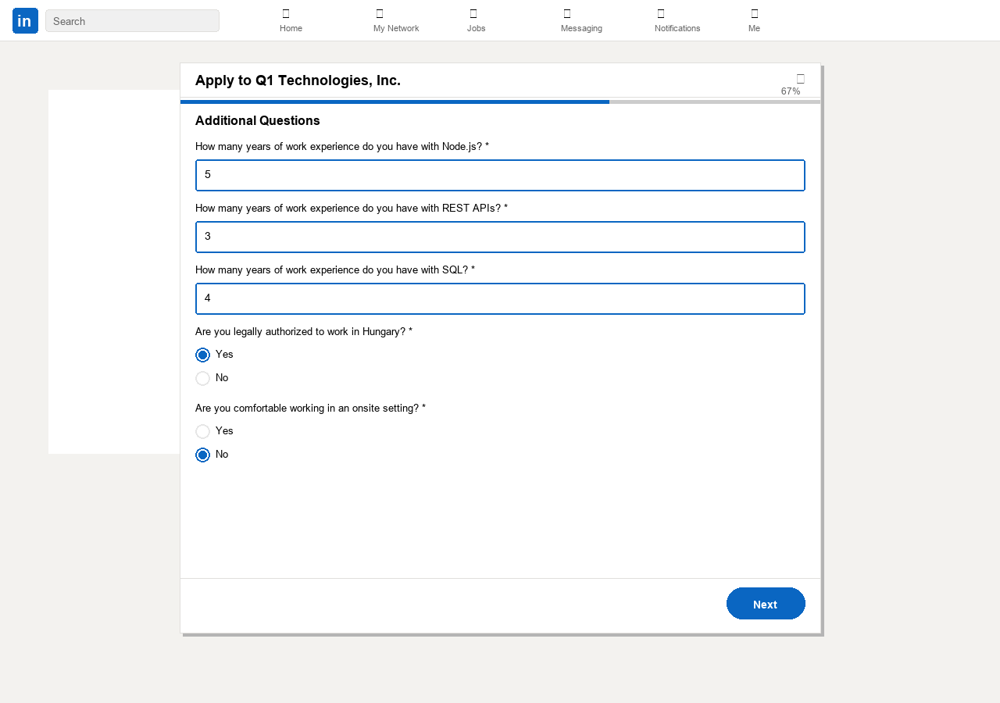 in
Search
Home
My Network
Jobs
Messaging
Notifications
Me
Apply to Q1 Technologies, Inc.
67%
Additional Questions
How many years of work experience do you have with Node.js? *
5
How many years of work experience do you have with REST APIs? *
3
How many years of work experience do you have with SQL? *
4
Are you legally authorized to work in Hungary? *
Yes
No
Are you comfortable working in an onsite setting? *
Yes
No
Next